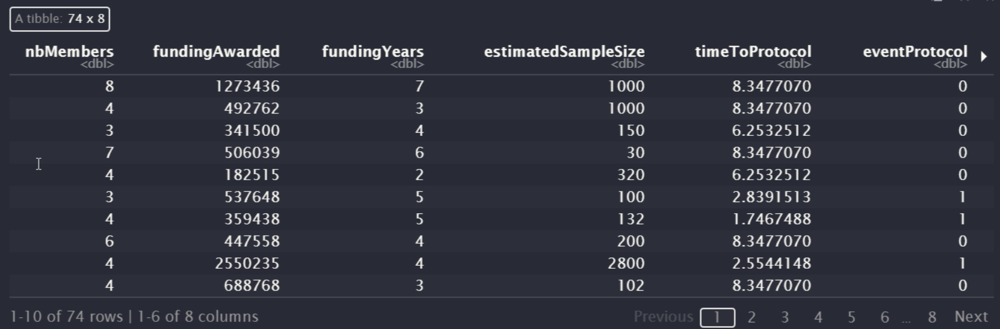 A tibble: 74 x 8
nbMembers fundingAwarded fundingYears estimatedSampleSize timeToProtocol eventProtocol
<dbl> <dbl> <dbl> <dbl> <dbl> <dbl>
8 1273436 7 1000 8.3477070 0
4 492762 3 1000 8.3477070 0
3 341500 4 150 6.2532512 0
7 506039 6 30 8.3477070 0
4 182515 2 320 6.2532512 0
3 537648 5 100 2.8391513 1
4 359438 5 132 1.7467488 1
6 447558 4 200 8.3477070 0
4 2550235 4 2800 2.5544148 1
4 688768 3 102 8.3477070 0
1-10 of 74 rows | 1-6 of 8 columns Previous 1 2 3 4 5 6 ... 8 Next